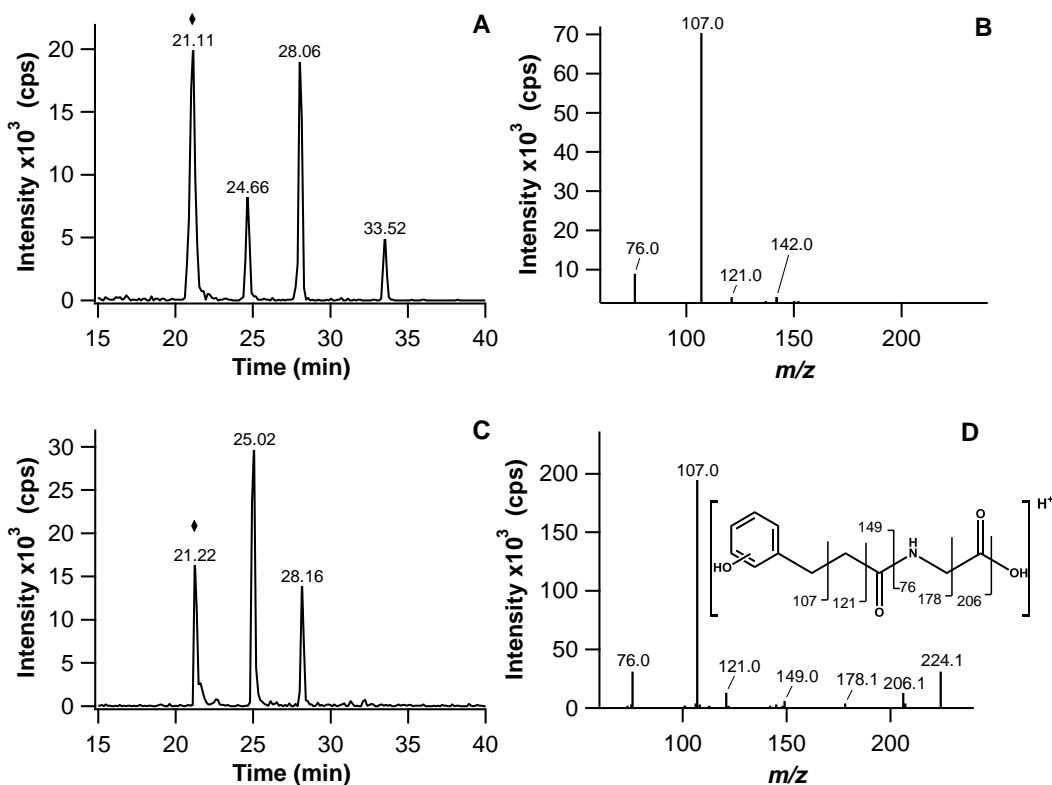 A
Intensity x10³ (cps)
20
15
10
5
0
♦
21.11
24.66
28.06
33.52
15 20 25 30 35 40
Time (min)
B
Intensity x10³ (cps)
70
60
50
40
30
20
10
107.0
76.0
121.0
142.0
100 150 200
m/z
C
Intensity x10³ (cps)
30
25
20
15
10
5
0
♦
21.22
25.02
28.16
15 20 25 30 35 40
Time (min)
D
Intensity x10³ (cps)
200
150
100
50
0
107.0
76.0
121.0
149.0
178.1
206.1
224.1
H⁺
O
149
H
N
HO
OH
107
121
76
178
206
O
100 150 200
m/z